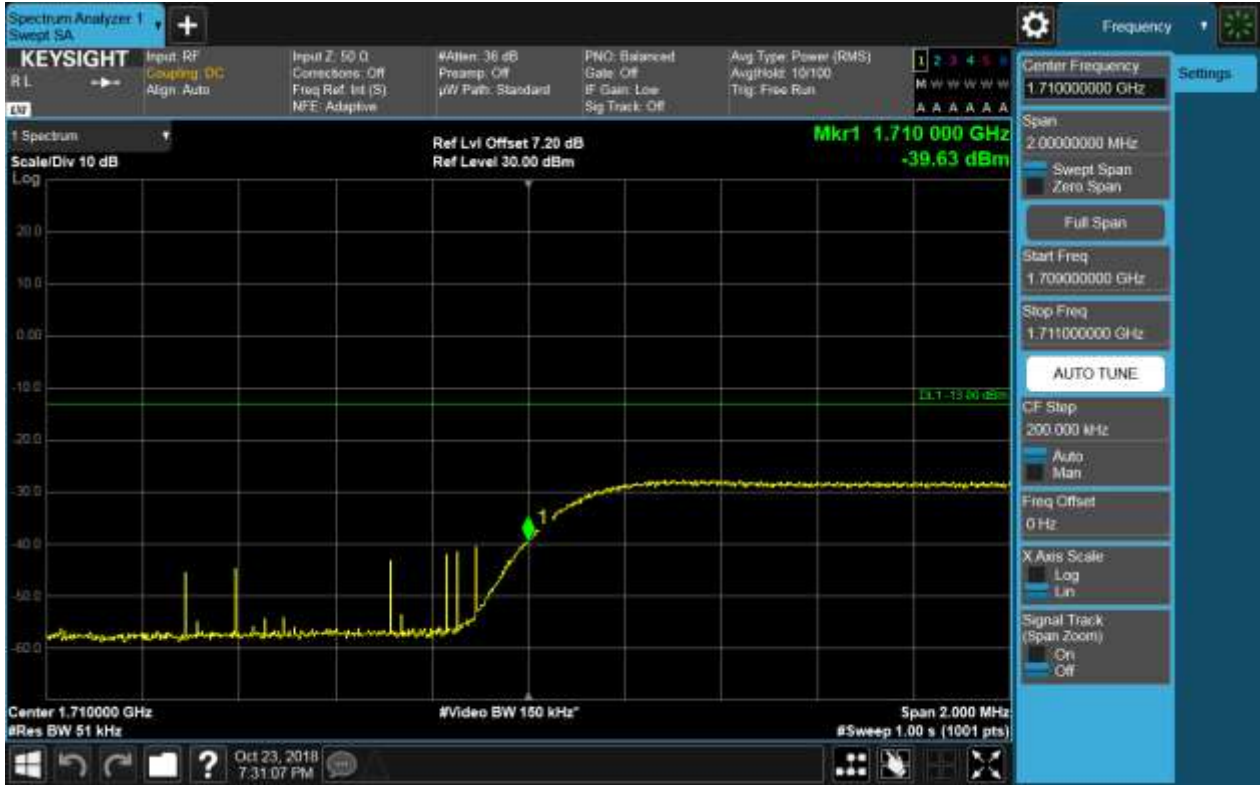 Spectrum Analyzer 1
Swept SA
+
Frequency
KEYSIGHT
R L
Input: RF
Coupling: DC
Align: Auto
Input Z: 50 Ω
Corrections: Off
Freq Ref: Int (S)
NFE: Adaptive
#Atten: 36 dB
Preamp: Off
µW Path: Standard
PNO: Balanced
Gate: Off
IF Gain: Low
Sig Track: Off
Avg Type: Power (RMS)
Avg|Hold: 10/100
Trig: Free Run
1 2 3 4 5 6
M W W W W W
A A A A A A
1 Spectrum
Scale/Div 10 dB
Ref Lvl Offset 7.20 dB
Ref Level 30.00 dBm
Mkr1 1.710 000 GHz
-39.63 dBm
Log
20.0
10.0
0.00
-10.0
DL1 -13.00 dBm
-20.0
-30.0
1
-40.0
-50.0
-60.0
Center 1.710000 GHz
#Video BW 150 kHz*
Span 2.000 MHz
#Res BW 51 kHz
#Sweep 1.00 s (1001 pts)
?
Oct 23, 2018
7:31:07 PM
Center Frequency
1.710000000 GHz
Settings
Span
2.00000000 MHz
Swept Span
Zero Span
Full Span
Start Freq
1.709000000 GHz
Stop Freq
1.711000000 GHz
AUTO TUNE
CF Step
200.000 kHz
Auto
Man
Freq Offset
0 Hz
X Axis Scale
Log
Lin
Signal Track
(Span Zoom)
On
Off